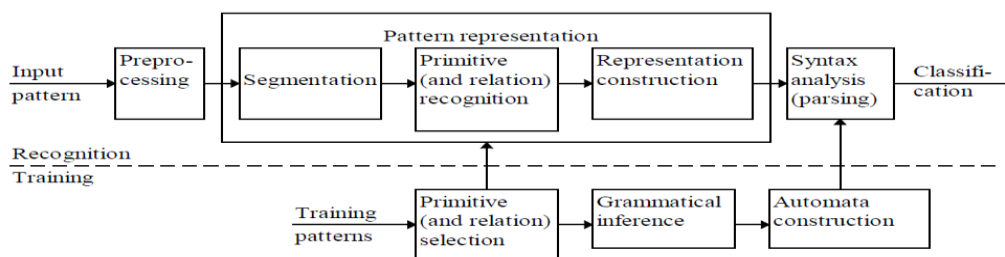 Pattern representation
Input
pattern
Prepro-
cessing
Segmentation
Primitive
(and relation)
recognition
Representation
construction
Syntax
analysis
(parsing)
Classifi-
cation
Recognition
Training
Training
patterns
Primitive
(and relation)
selection
Grammatical
inference
Automata
construction